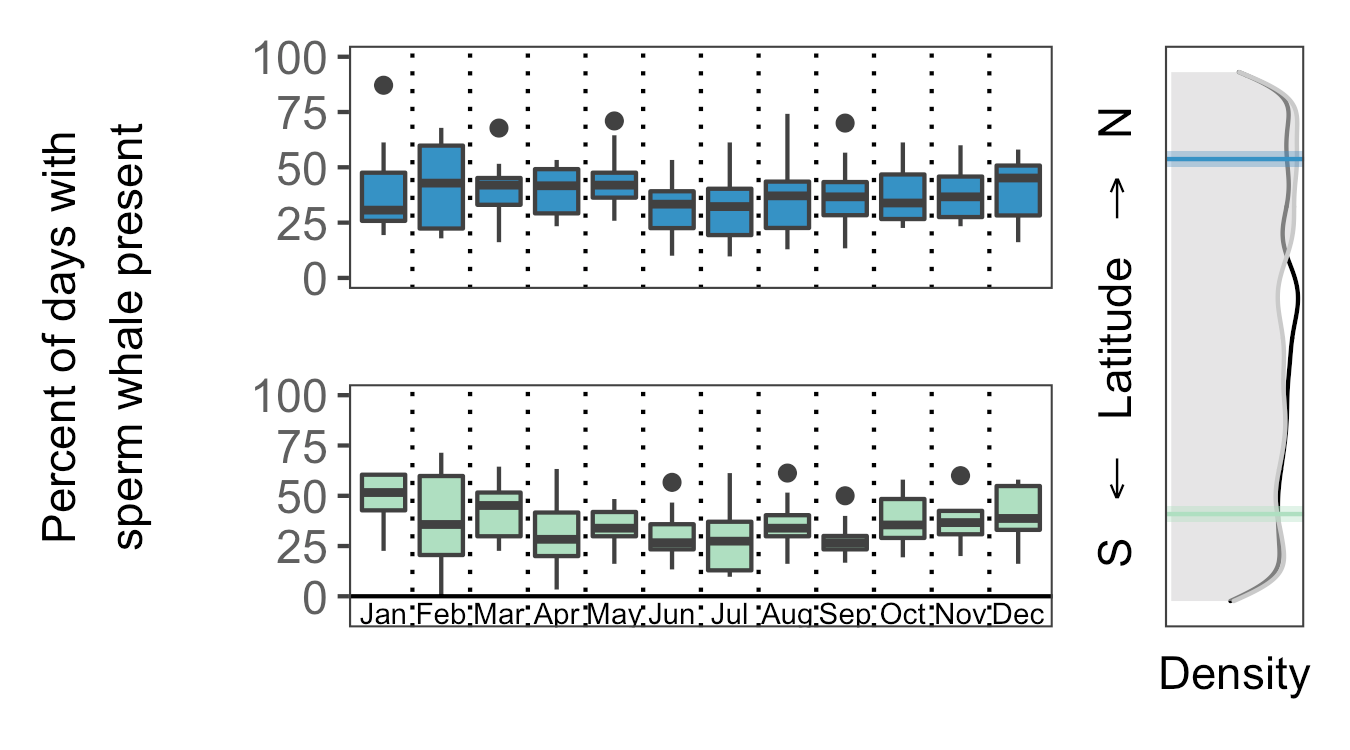 Percent of days with
sperm whale present
100
75
50
25
0
100
75
50
25
0
Jan Feb Mar Apr May Jun Jul Aug Sep Oct Nov Dec
S ← Latitude → N
Density